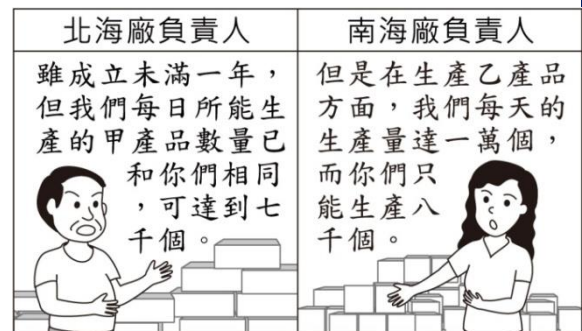 北海廠負責人
雖成立未滿一年，
但我們每日所能生
產的甲產品數量已
和你們相同
，可達到七
千個。
南海廠負責人
但是在生產乙產品
方面，我們每天的
生產量達一萬個，
而你們只
能生產八
千個。